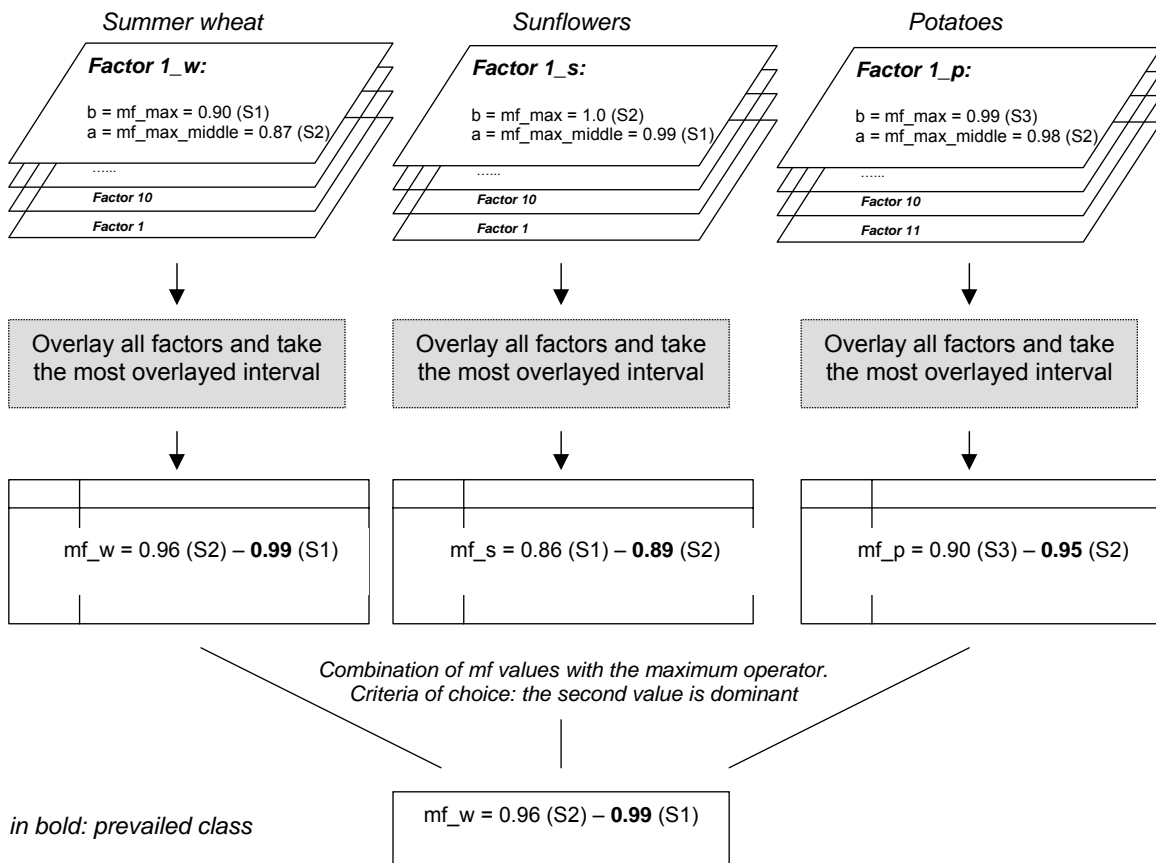 Summer wheat
Factor 1_w:
b = mf_max = 0.90 (S1)
a = mf_max_middle = 0.87 (S2)
…...
Factor 10
Factor 1
Sunflowers
Factor 1_s:
b = mf_max = 1.0 (S2)
a = mf_max_middle = 0.99 (S1)
…...
Factor 10
Factor 1
Potatoes
Factor 1_p:
b = mf_max = 0.99 (S3)
a = mf_max_middle = 0.98 (S2)
…...
Factor 10
Factor 11
Overlay all factors and take
the most overlayed interval
Overlay all factors and take
the most overlayed interval
Overlay all factors and take
the most overlayed interval
mf_w = 0.96 (S2) – 0.99 (S1)
mf_s = 0.86 (S1) – 0.89 (S2)
mf_p = 0.90 (S3) – 0.95 (S2)
Combination of mf values with the maximum operator.
Criteria of choice: the second value is dominant
mf_w = 0.96 (S2) – 0.99 (S1)
in bold: prevailed class